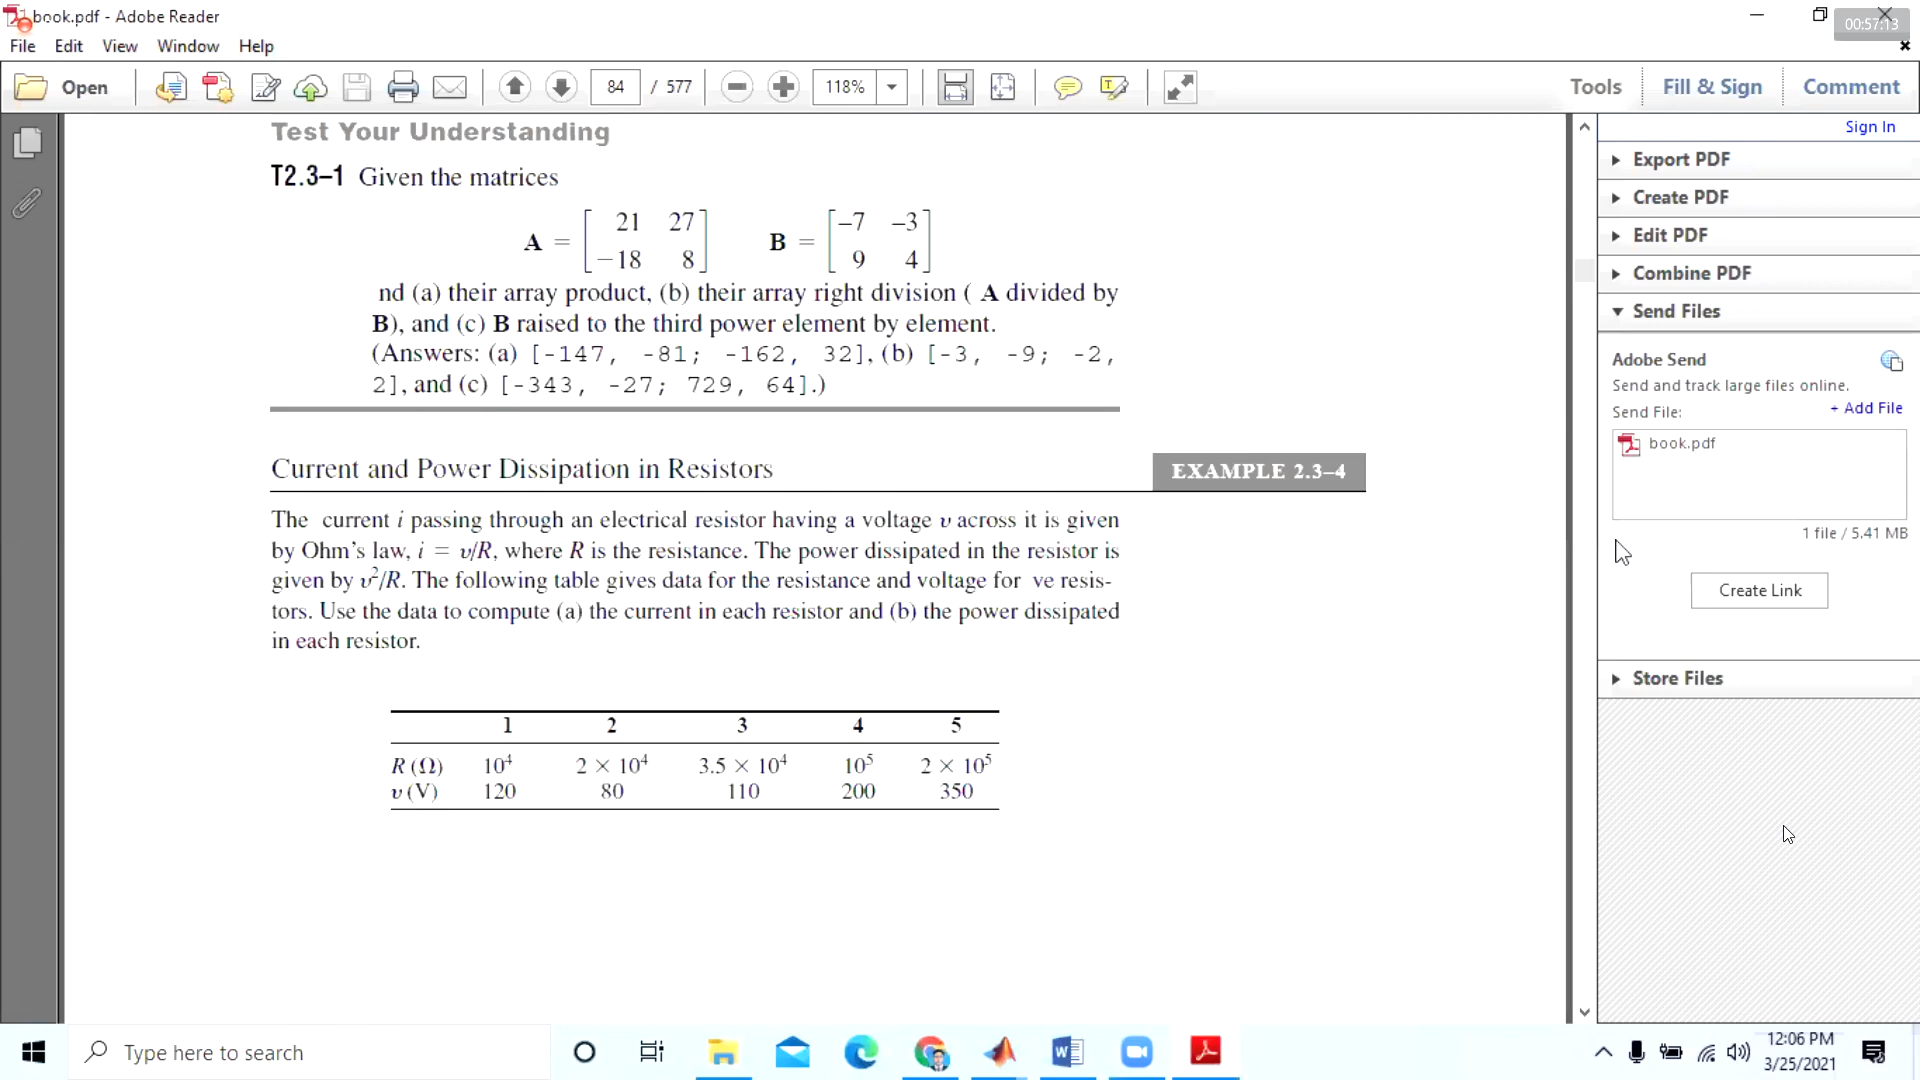 book.pdf - Adobe Reader
00:57:13
File Edit View Window Help
Open 84 / 577 118% Tools Fill & Sign Comment
Sign In
Test Your Understanding
T2.3–1 Given the matrices
A = [ 21 27 B = [ –7 –3
–18 8 ] 9 4 ]
nd (a) their array product, (b) their array right division ( A divided by
B), and (c) B raised to the third power element by element.
(Answers: (a) [-147, -81; -162, 32], (b) [-3, -9; -2,
2], and (c) [-343, -27; 729, 64].)
Current and Power Dissipation in Resistors EXAMPLE 2.3–4
The current i passing through an electrical resistor having a voltage υ across it is given
by Ohm's law, i = υ/R, where R is the resistance. The power dissipated in the resistor is
given by υ²/R. The following table gives data for the resistance and voltage for ve resis-
tors. Use the data to compute (a) the current in each resistor and (b) the power dissipated
in each resistor.
1 2 3 4 5
R (Ω) 10⁴ 2 × 10⁴ 3.5 × 10⁴ 10⁵ 2 × 10⁵
υ (V) 120 80 110 200 350
Export PDF
Create PDF
Edit PDF
Combine PDF
Send Files
Adobe Send
Send and track large files online.
Send File: + Add File
book.pdf
1 file / 5.41 MB
Create Link
Store Files
Type here to search
12:06 PM
3/25/2021